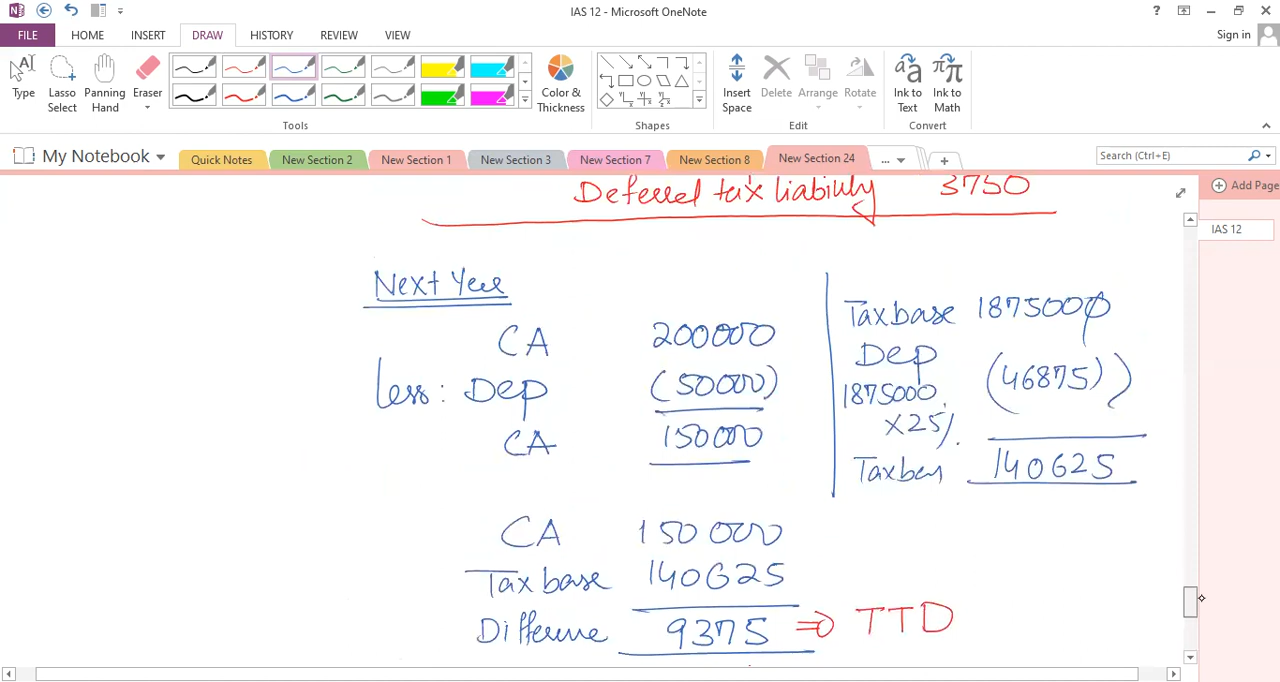 IAS 12 - Microsoft OneNote
?
Sign in
FILE HOME INSERT DRAW HISTORY REVIEW VIEW
Type
Lasso Select
Panning Hand
Eraser
Color & Thickness
Insert Space
Delete
Arrange
Rotate
Ink to Text
Ink to Math
Tools
Shapes
Edit
Convert
My Notebook
Quick Notes
New Section 2
New Section 1
New Section 3
New Section 7
New Section 8
New Section 24
...
Search (Ctrl+E)
Add Page
IAS 12
Deferred tax liability 3750
Next Year
CA 200000
less: Dep (50000)
CA 150000
Tax base 1875000
Dep (46875)
1875000
X25%.
140625
CA 150000
Tax base 140625
Difference 9375 ⇒ TTD